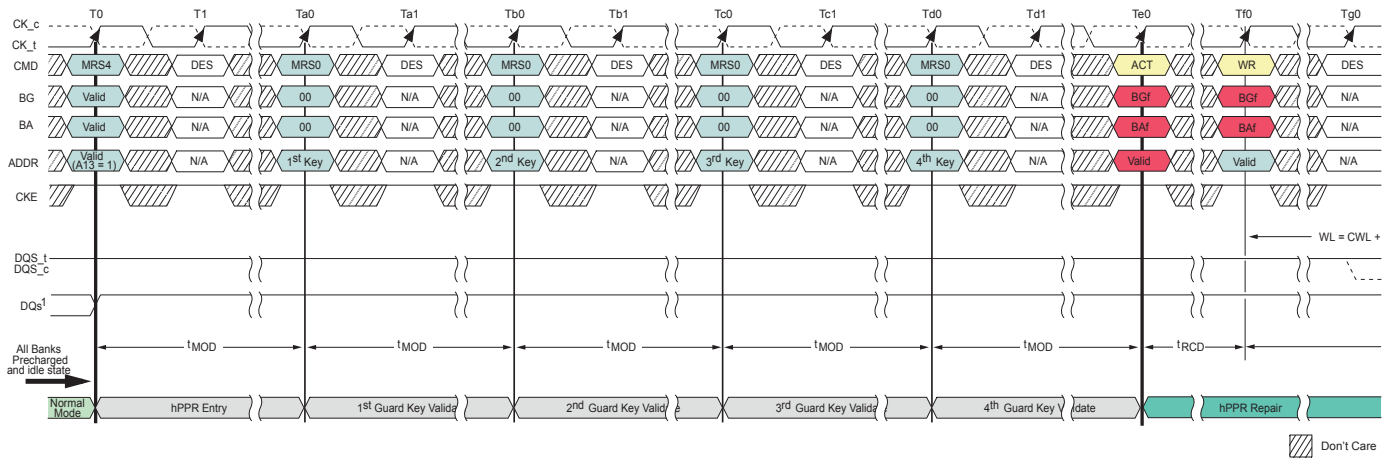 T0 T1 Ta0 Ta1 Tb0 Tb1 Tc0 Tc1 Td0 Td1 Te0 Tf0 Tg0
CK_c
CK_t
CMD MRS4 DES MRS0 DES MRS0 DES MRS0 DES MRS0 DES ACT WR DES
BG Valid N/A 00 N/A 00 N/A 00 N/A 00 N/A BGf BGf N/A
BA Valid N/A 00 N/A 00 N/A 00 N/A 00 N/A BAf BAf N/A
ADDR Valid (A13 = 1) N/A 1st Key N/A 2nd Key N/A 3rd Key N/A 4th Key N/A Valid Valid N/A
CKE
WL = CWL +
DQS_t
DQS_c
DQs1
All Banks
Precharged
and idle state
tMOD tMOD tMOD tMOD tMOD tRCD
Normal Mode hPPR Entry 1st Guard Key Valida 2nd Guard Key Valid e 3rd Guard Key Valida e 4th Guard Key V idate hPPR Repair
Don't Care